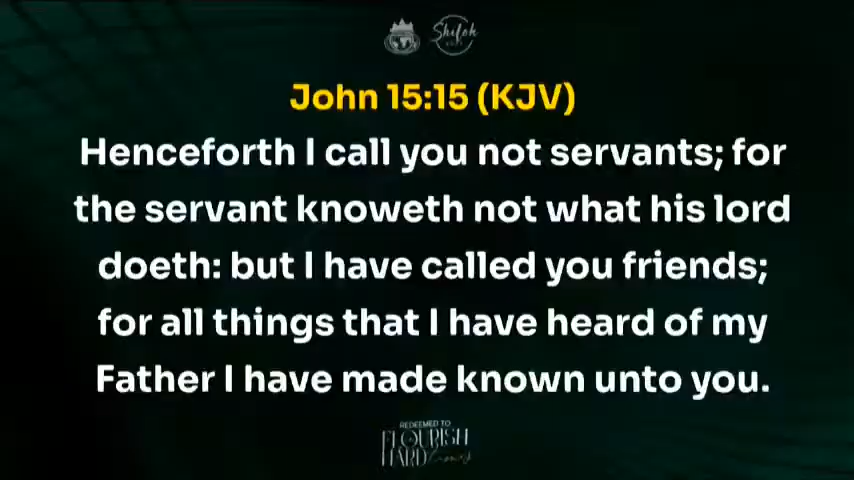 Shiloh
John 15:15 (KJV)
Henceforth I call you not servants; for
the servant knoweth not what his lord
doeth: but I have called you friends;
for all things that I have heard of my
Father I have made known unto you.
REDEEMED TO
FLOURISH
HARD